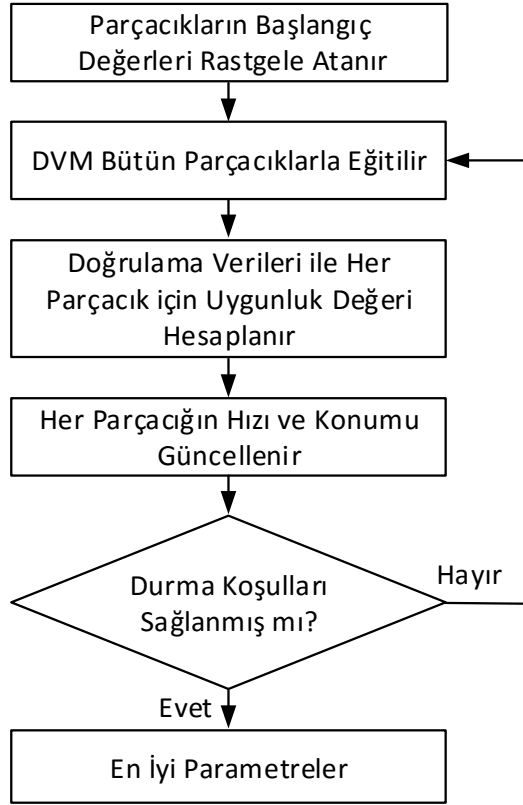 Parçacıkların Başlangıç
Değerleri Rastgele Atanır
DVM Bütün Parçacıklarla Eğitilir
Doğrulama Verileri ile Her
Parçacık için Uygunluk Değeri
Hesaplanır
Her Parçacığın Hızı ve Konumu
Güncellenir
Durma Koşulları
Sağlanmış mı?
Hayır
Evet
En İyi Parametreler